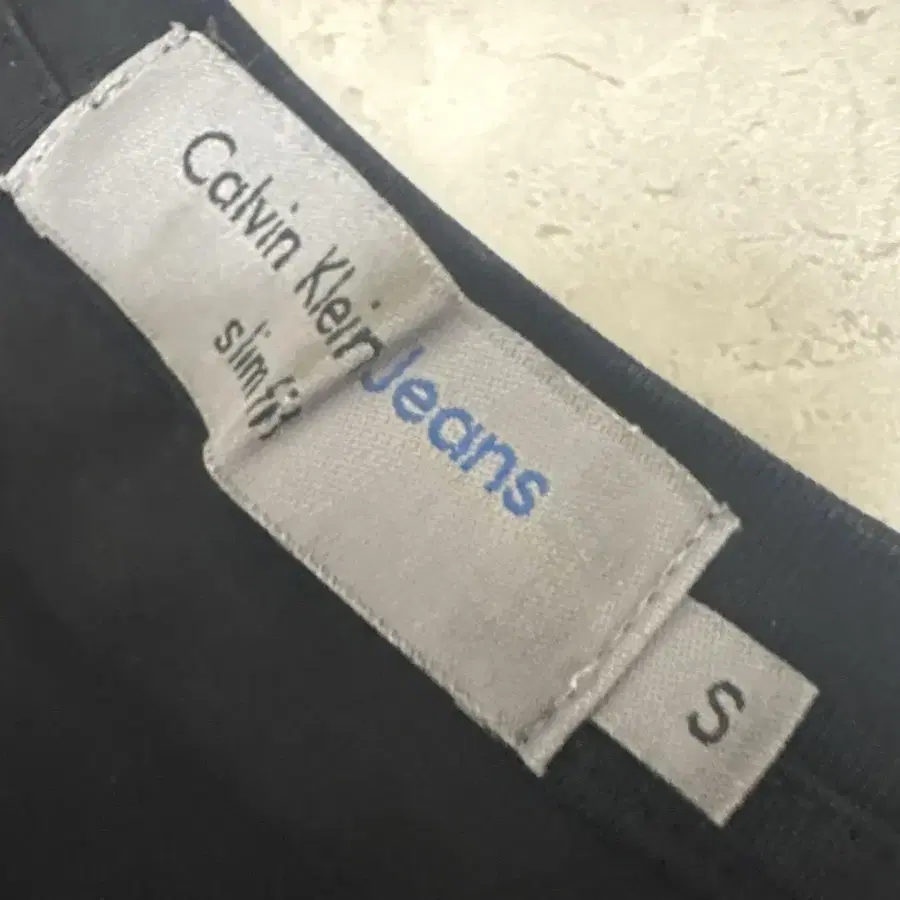 Calvin Klein Jeans
slim fit
S